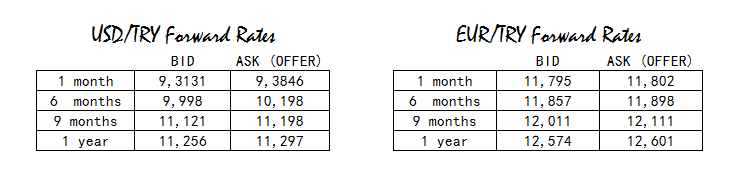 USD/TRY Forward Rates
BID ASK (OFFER)
1 month 9,3131 9,3846
6 months 9,998 10,198
9 months 11,121 11,198
1 year 11,256 11,297
EUR/TRY Forward Rates
BID ASK (OFFER)
1 month 11,795 11,802
6 months 11,857 11,898
9 months 12,011 12,111
1 year 12,574 12,601